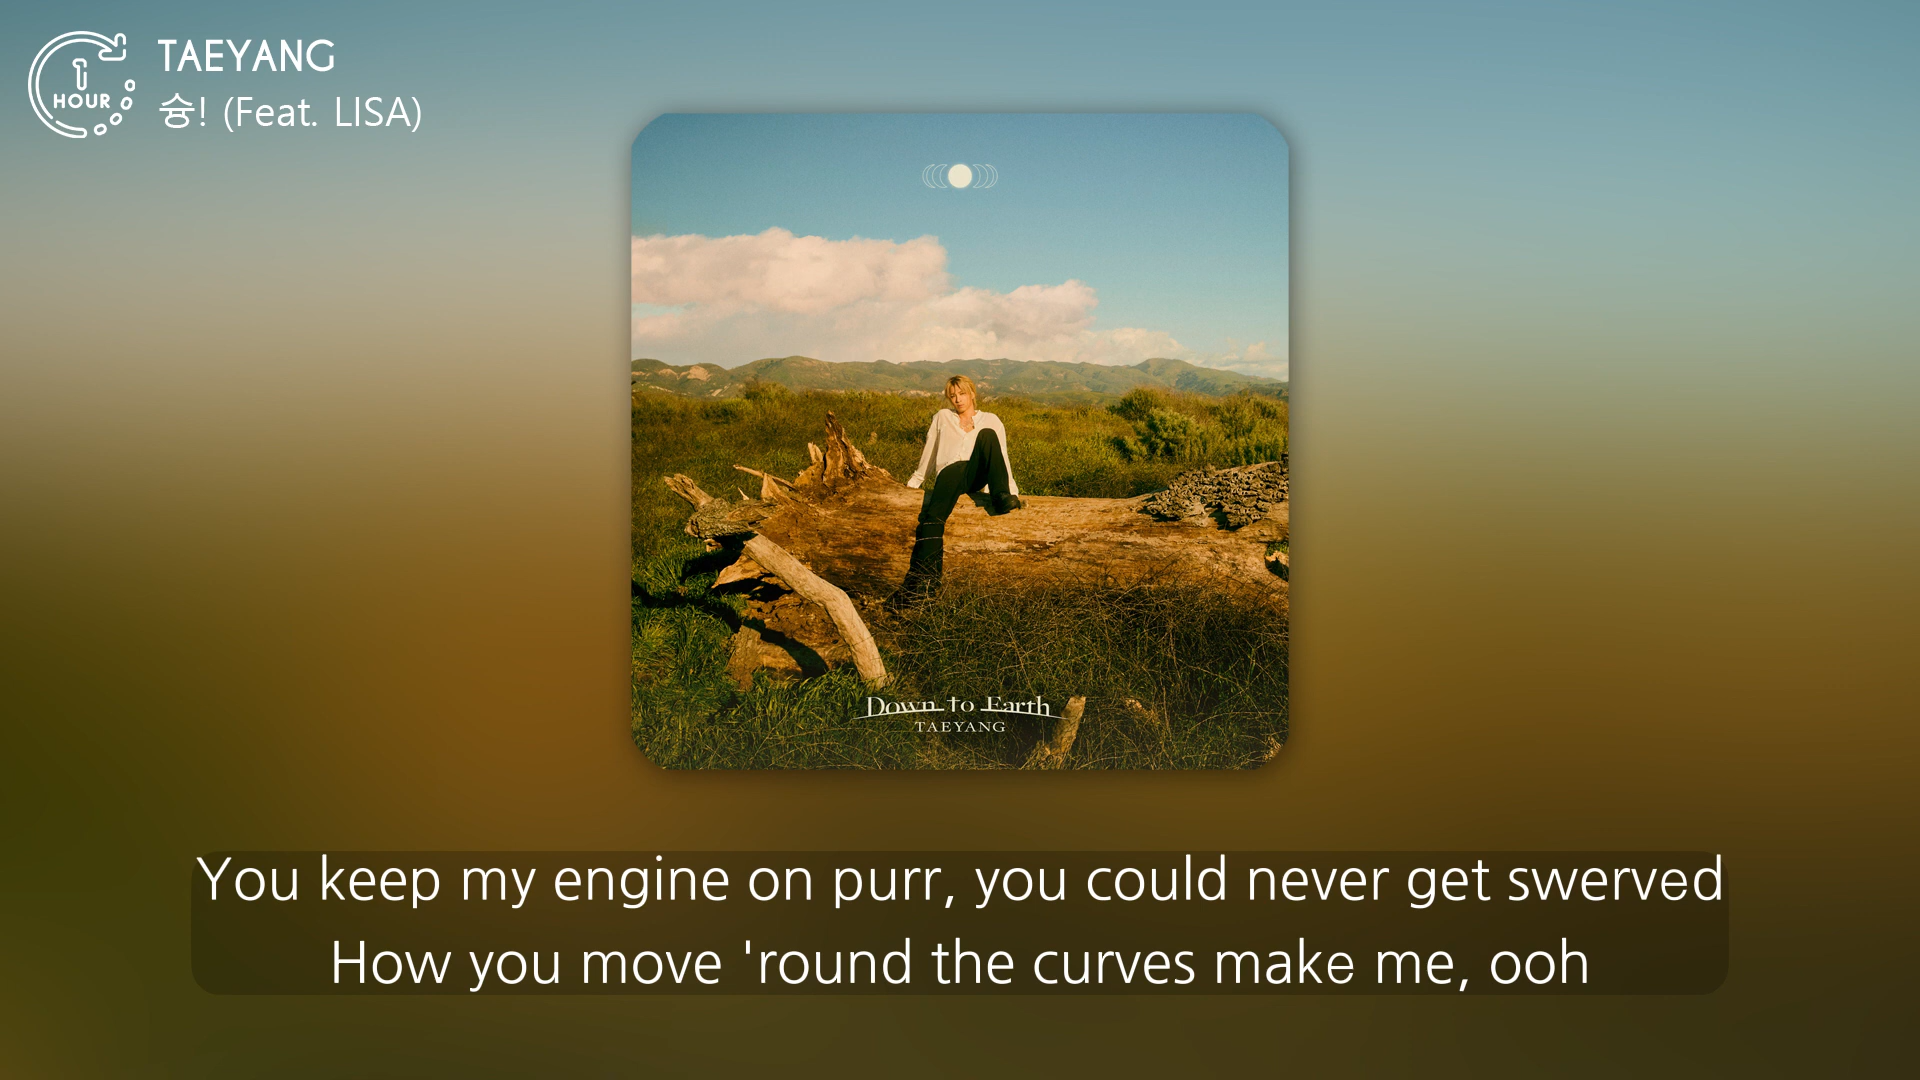 1
HOUR
TAEYANG
슝! (Feat. LISA)
Down to Earth
TAEYANG
You keep my engine on purr, you could never get swerved
How you move 'round the curves make me, ooh